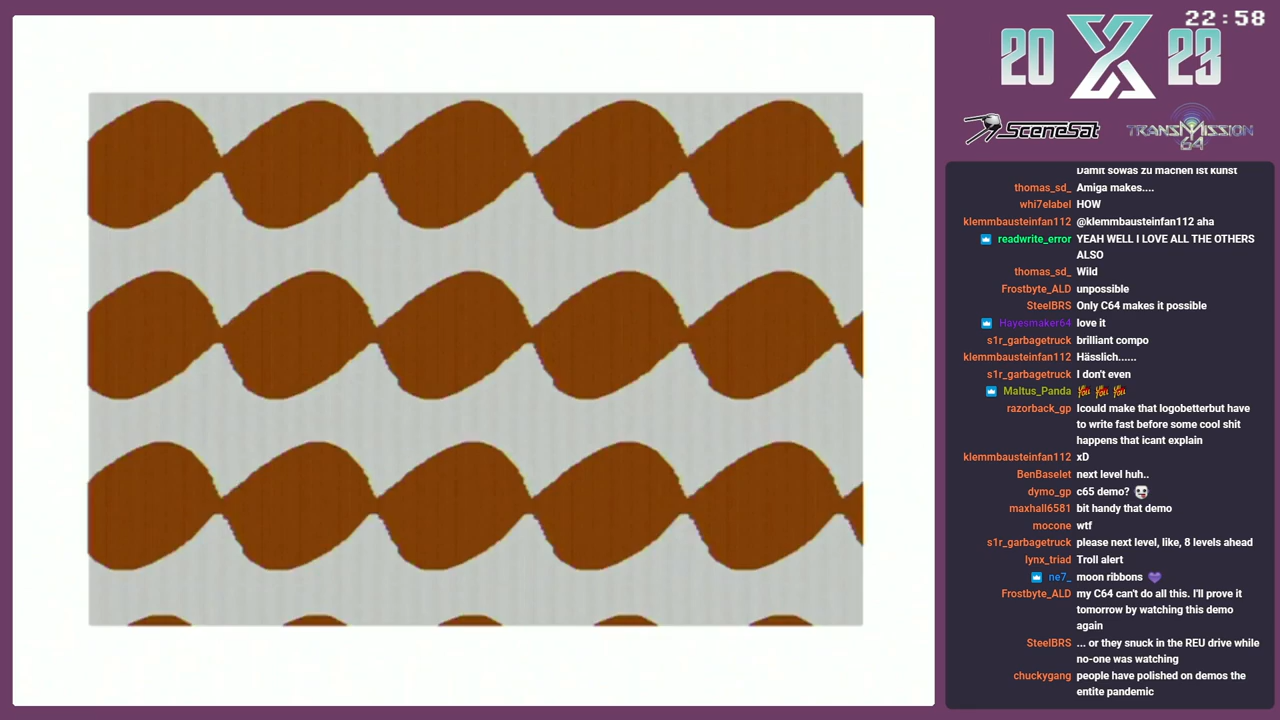 22:58
20 X 23
SCENESAT
TRANSMISSION
64
Damit sowas zu machen ist kunst
thomas_sd_ Amiga makes....
whi7elabel HOW
klemmbausteinfan112 @klemmbausteinfan112 aha
readwrite_error YEAH WELL I LOVE ALL THE OTHERS
ALSO
thomas_sd_ Wild
Frostbyte_ALD unpossible
SteelBRS Only C64 makes it possible
Hayesmaker64 love it
s1r_garbagetruck brilliant compo
klemmbausteinfan112 Hässlich......
s1r_garbagetruck I don't even
Maltus_Panda
razorback_gp Icould make that logobetterbut have
to write fast before some cool shit
happens that icant explain
klemmbausteinfan112 xD
BenBaselet next level huh..
dymo_gp c65 demo?
maxhall6581 bit handy that demo
mocone wtf
s1r_garbagetruck please next level, like, 8 levels ahead
lynx_triad Troll alert
ne7_ moon ribbons
Frostbyte_ALD my C64 can't do all this. I'll prove it
tomorrow by watching this demo
again
SteelBRS ... or they snuck in the REU drive while
no-one was watching
chuckygang people have polished on demos the
entite pandemic